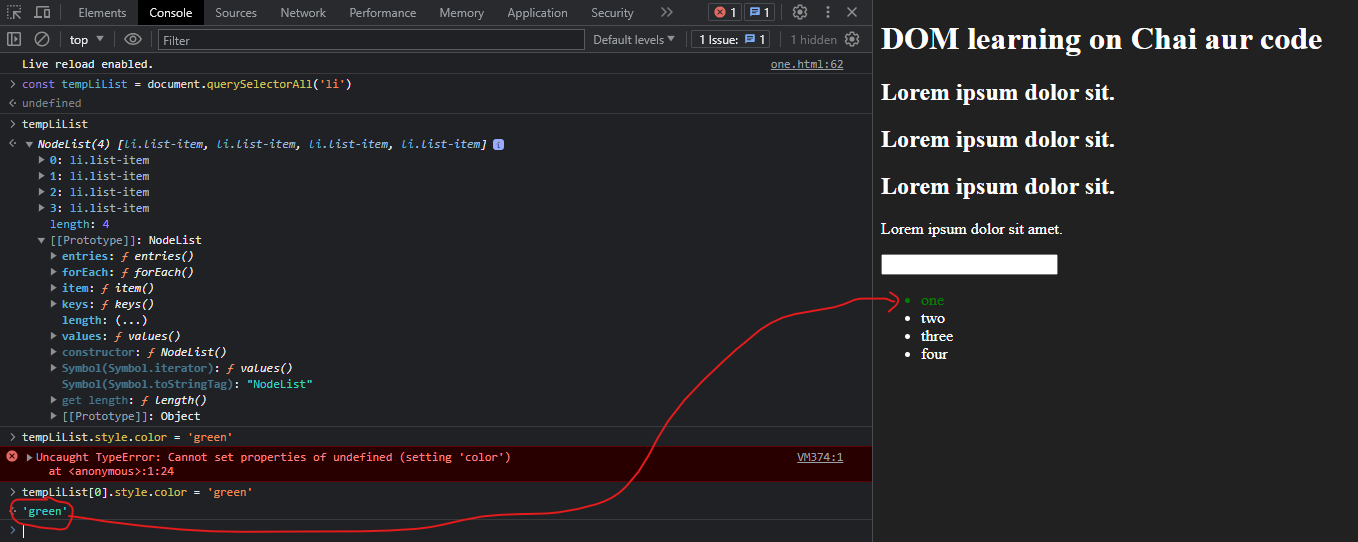 Elements Console Sources Network Performance Memory Application Security 1 1
top Filter Default levels 1 Issue: 1 1 hidden
Live reload enabled. one.html:62
const tempLiList = document.querySelectorAll('li')
undefined
tempLiList
NodeList(4) [li.list-item, li.list-item, li.list-item, li.list-item] i
0: li.list-item
1: li.list-item
2: li.list-item
3: li.list-item
length: 4
[[Prototype]]: NodeList
entries: ƒ entries()
forEach: ƒ forEach()
item: ƒ item()
keys: ƒ keys()
length: (...)
values: ƒ values()
constructor: ƒ NodeList()
Symbol(Symbol.iterator): ƒ values()
Symbol(Symbol.toStringTag): "NodeList"
get length: ƒ length()
[[Prototype]]: Object
tempLiList.style.color = 'green'
Uncaught TypeError: Cannot set properties of undefined (setting 'color') VM374:1
at <anonymous>:1:24
tempLiList[0].style.color = 'green'
'green'
DOM learning on Chai aur code
Lorem ipsum dolor sit.
Lorem ipsum dolor sit.
Lorem ipsum dolor sit.
Lorem ipsum dolor sit amet.
one
two
three
four